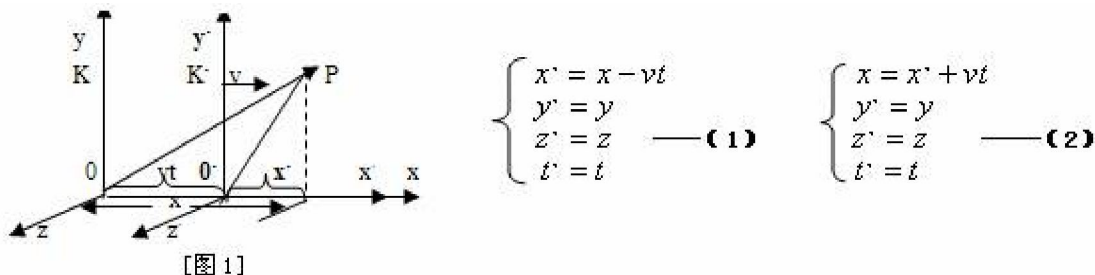 y y`
K K` v P
x` = x − vt x = x` + vt
y` = y y` = y
z` = z ——(1) z` = z ——(2)
t` = t t` = t
0 vt 0` x` x` x
x
z z
[图1]